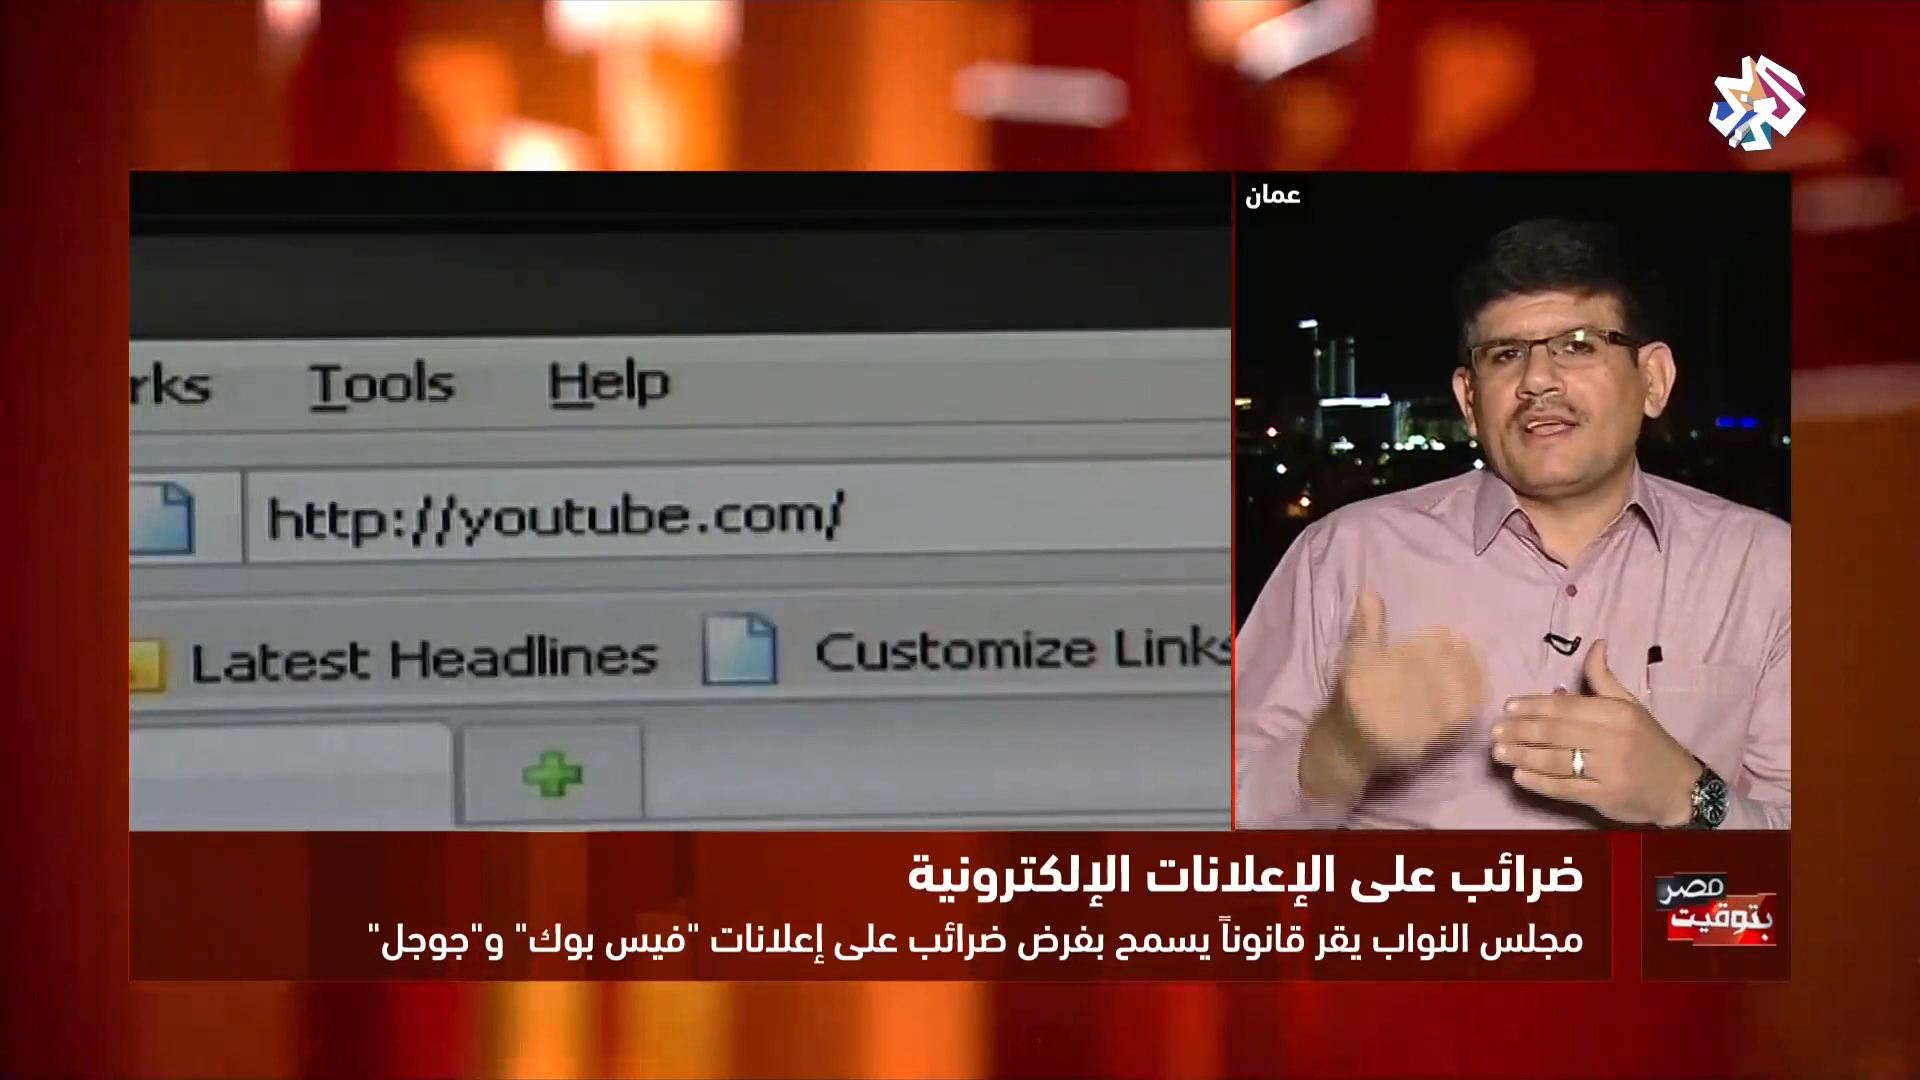 عمان
rks Tools Help
http://youtube.com/
Latest Headlines Customize Links
ضرائب على الإعلانات الإلكترونية
مجلس النواب يقر قانوناً يسمح بفرض ضرائب على إعلانات "فيس بوك" و"جوجل"
مصر
بتوقيت